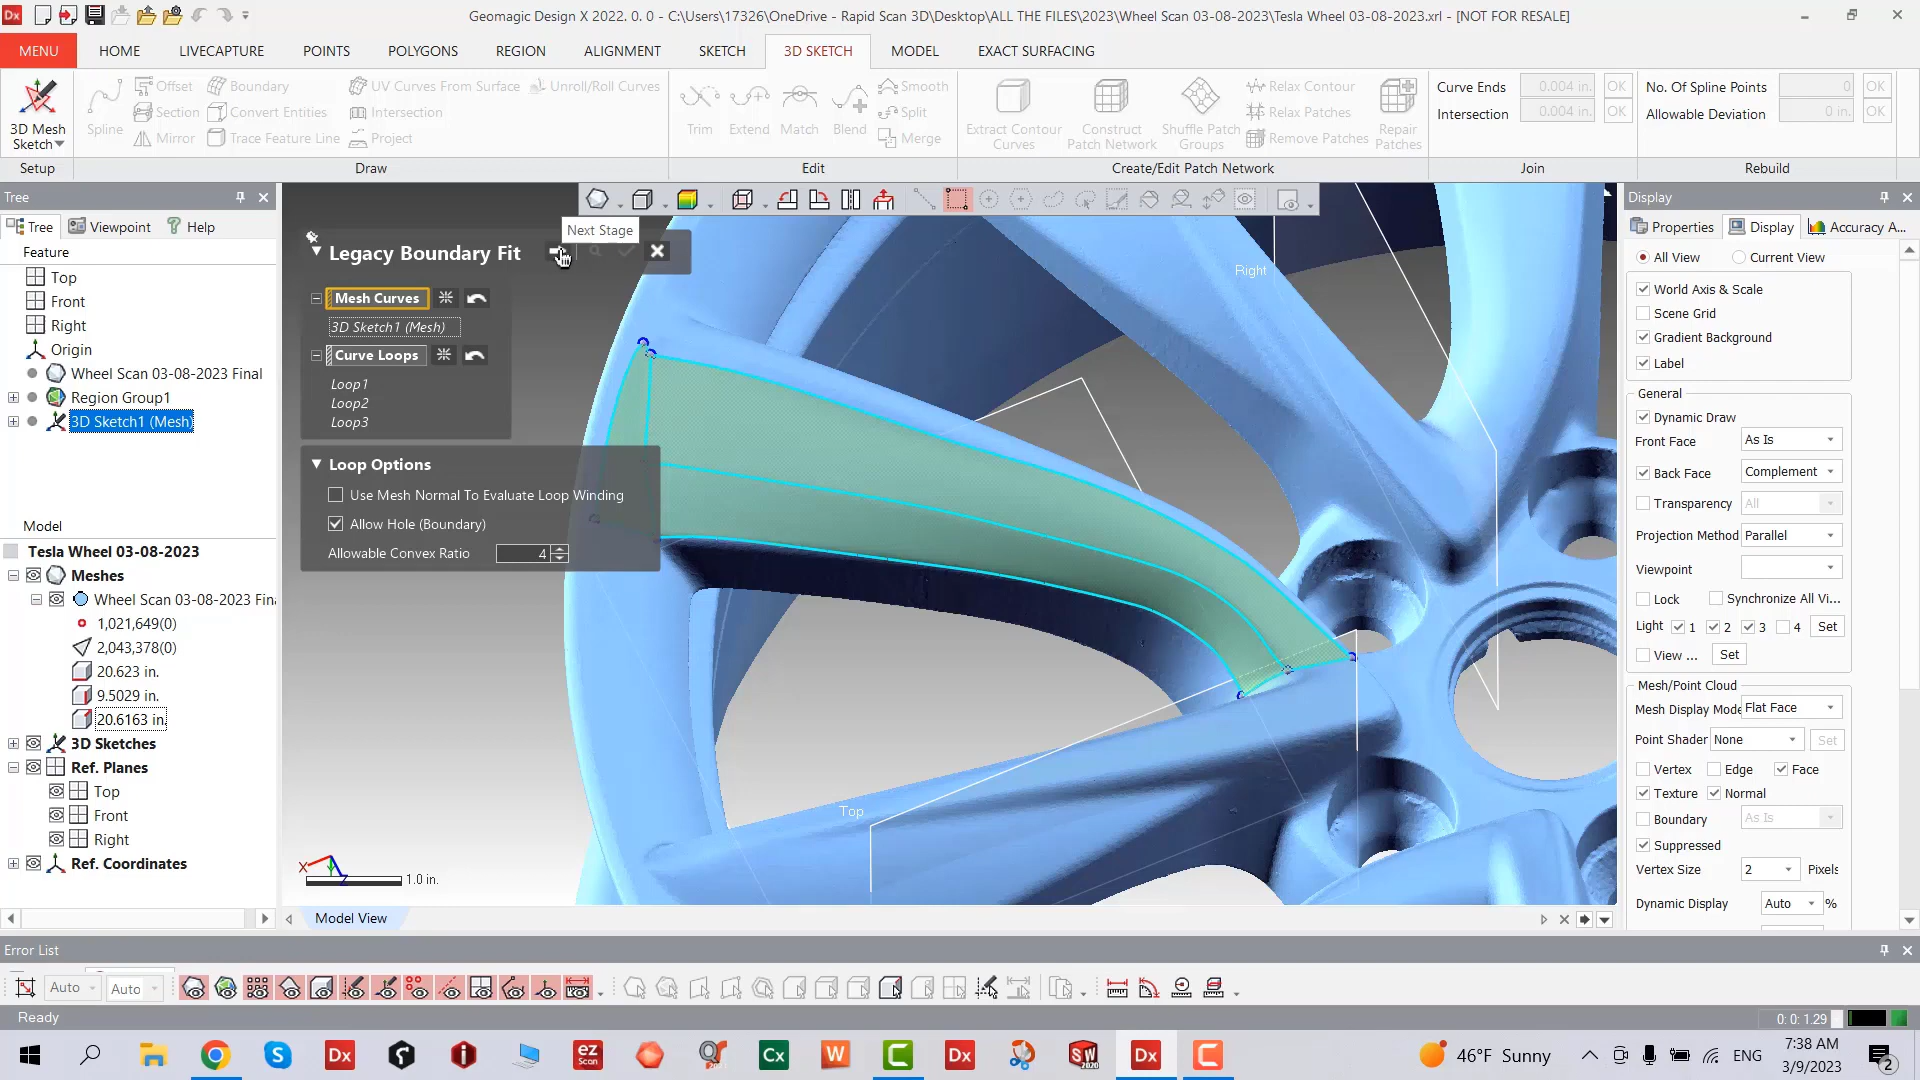 Geomagic Design X 2022. 0. 0 - C:\Users\17326\OneDrive - Rapid Scan 3D\Desktop\ALL THE FILES\2023\Wheel Scan 03-08-2023\Tesla Wheel 03-08-2023.xrl - [NOT FOR RESALE]
MENU HOME LIVECAPTURE POINTS POLYGONS REGION ALIGNMENT SKETCH 3D SKETCH MODEL EXACT SURFACING
Offset Boundary UV Curves From Surface Unroll/Roll Curves Smooth Relax Contour Curve Ends 0.004 in. OK No. Of Spline Points 0 OK
Section Convert Entities Intersection Split Relax Patches Intersection 0.004 in. OK Allowable Deviation 0 in. OK
3D Mesh Sketch Spline Mirror Trace Feature Line Project Trim Extend Match Blend Merge Extract Contour Curves Construct Patch Network Shuffle Patch Groups Remove Patches Repair Patches
Setup Draw Edit Create/Edit Patch Network Join Rebuild
Tree
Tree Viewpoint Help
Feature
Top
Front
Right
Origin
Wheel Scan 03-08-2023 Final
Region Group1
3D Sketch1 (Mesh)
Model
Tesla Wheel 03-08-2023
Meshes
Wheel Scan 03-08-2023 Fin
1,021,649(0)
2,043,378(0)
20.623 in.
9.5029 in.
20.6163 in.
3D Sketches
Ref. Planes
Top
Front
Right
Ref. Coordinates
Next Stage
Legacy Boundary Fit
Mesh Curves
3D Sketch1 (Mesh)
Curve Loops
Loop1
Loop2
Loop3
Loop Options
Use Mesh Normal To Evaluate Loop Winding
Allow Hole (Boundary)
Allowable Convex Ratio 4
Right
Top
X
Z
1.0 in.
Model View
Display
Properties Display Accuracy A...
All View Current View
World Axis & Scale
Scene Grid
Gradient Background
Label
General
Dynamic Draw
Front Face As Is
Back Face Complement
Transparency All
Projection Method Parallel
Viewpoint
Lock Synchronize All Vi...
Light 1 2 3 4 Set
View ... Set
Mesh/Point Cloud
Mesh Display Mode Flat Face
Point Shader None Set
Vertex Edge Face
Texture Normal
Boundary As Is
Suppressed
Vertex Size 2 Pixels
Dynamic Display Auto %
Error List
Auto Auto
Ready 0: 0: 1.29
46°F Sunny ENG 7:38 AM
3/9/2023
2